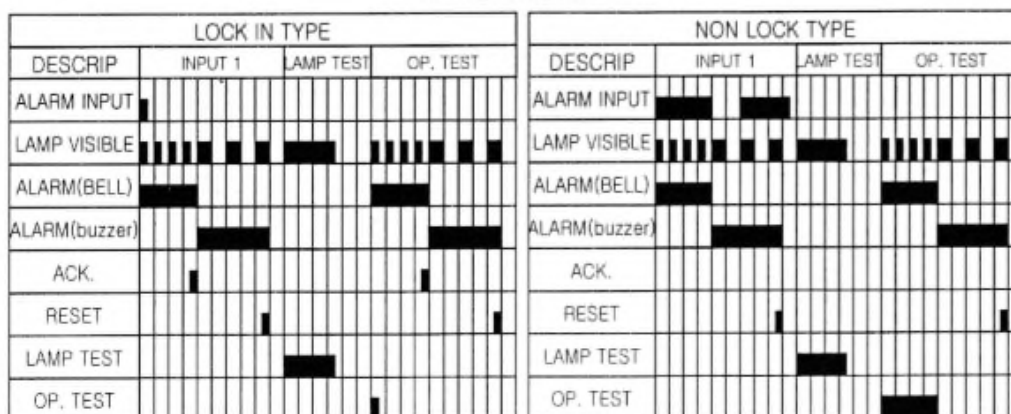 LOCK IN TYPE
DESCRIP INPUT 1 LAMP TEST OP. TEST
ALARM INPUT
LAMP VISIBLE
ALARM(BELL)
ALARM(buzzer)
ACK.
RESET
LAMP TEST
OP. TEST
NON LOCK TYPE
DESCRIP INPUT 1 LAMP TEST OP. TEST
ALARM INPUT
LAMP VISIBLE
ALARM(BELL)
ALARM(buzzer)
ACK.
RESET
LAMP TEST
OP. TEST